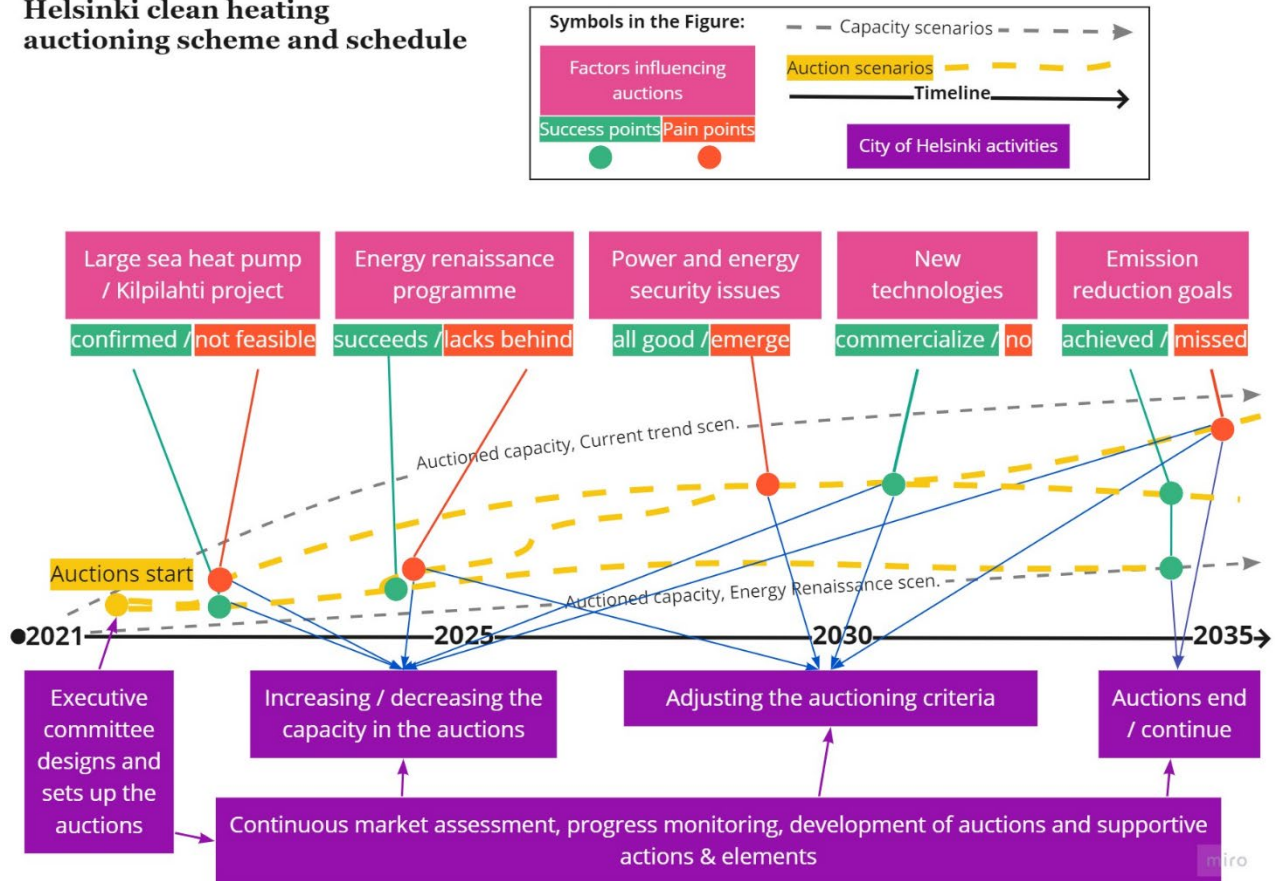 Helsinki clean heating
auctioning scheme and schedule
Symbols in the Figure:
Factors influencing
auctions
Success points
Pain points
Capacity scenarios
Auction scenarios
Timeline
City of Helsinki activities
Large sea heat pump
/ Kilpilahti project
confirmed / not feasible
Energy renaissance
programme
succeeds / lacks behind
Power and energy
security issues
all good / emerge
New
technologies
commercialize / no
Emission
reduction goals
achieved / missed
Auctioned capacity, Current trend scen.
Auctions start
Auctioned capacity, Energy Renaissance scen.
2021
2025
2030
2035
Executive
committee
designs and
sets up the
auctions
Increasing / decreasing the
capacity in the auctions
Adjusting the auctioning criteria
Auctions end
/ continue
Continuous market assessment, progress monitoring, development of auctions and supportive
actions & elements
miro